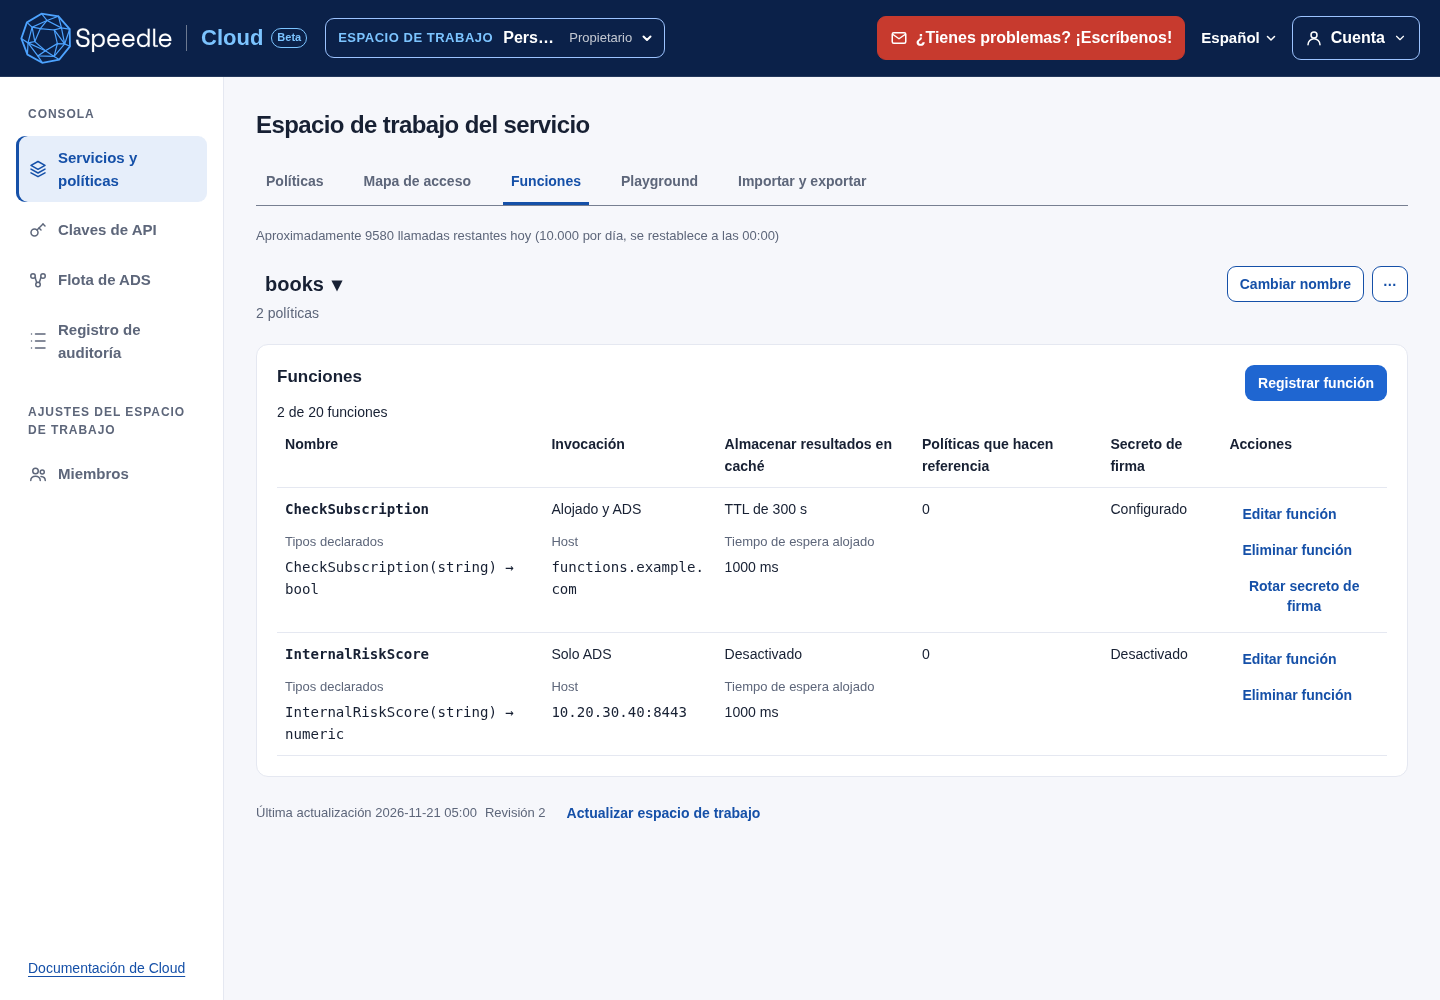 Speedle
Cloud
Beta
ESPACIO DE TRABAJO Pers… Propietario
¿Tienes problemas? ¡Escríbenos!
Español
Cuenta
CONSOLA
Servicios y
políticas
Claves de API
Flota de ADS
Registro de
auditoría
AJUSTES DEL ESPACIO
DE TRABAJO
Miembros
Documentación de Cloud
Espacio de trabajo del servicio
Políticas Mapa de acceso Funciones Playground Importar y exportar
Aproximadamente 9580 llamadas restantes hoy (10.000 por día, se restablece a las 00:00)
books ▾
Cambiar nombre
···
2 políticas
Funciones
Registrar función
2 de 20 funciones
Nombre
Invocación
Almacenar resultados en
caché
Políticas que hacen
referencia
Secreto de
firma
Acciones
CheckSubscription
Tipos declarados
CheckSubscription(string) →
bool
Alojado y ADS
Host
functions.example.
com
TTL de 300 s
Tiempo de espera alojado
1000 ms
0
Configurado
Editar función
Eliminar función
Rotar secreto de
firma
InternalRiskScore
Tipos declarados
InternalRiskScore(string) →
numeric
Solo ADS
Host
10.20.30.40:8443
Desactivado
Tiempo de espera alojado
1000 ms
0
Desactivado
Editar función
Eliminar función
Última actualización 2026-11-21 05:00 Revisión 2 Actualizar espacio de trabajo